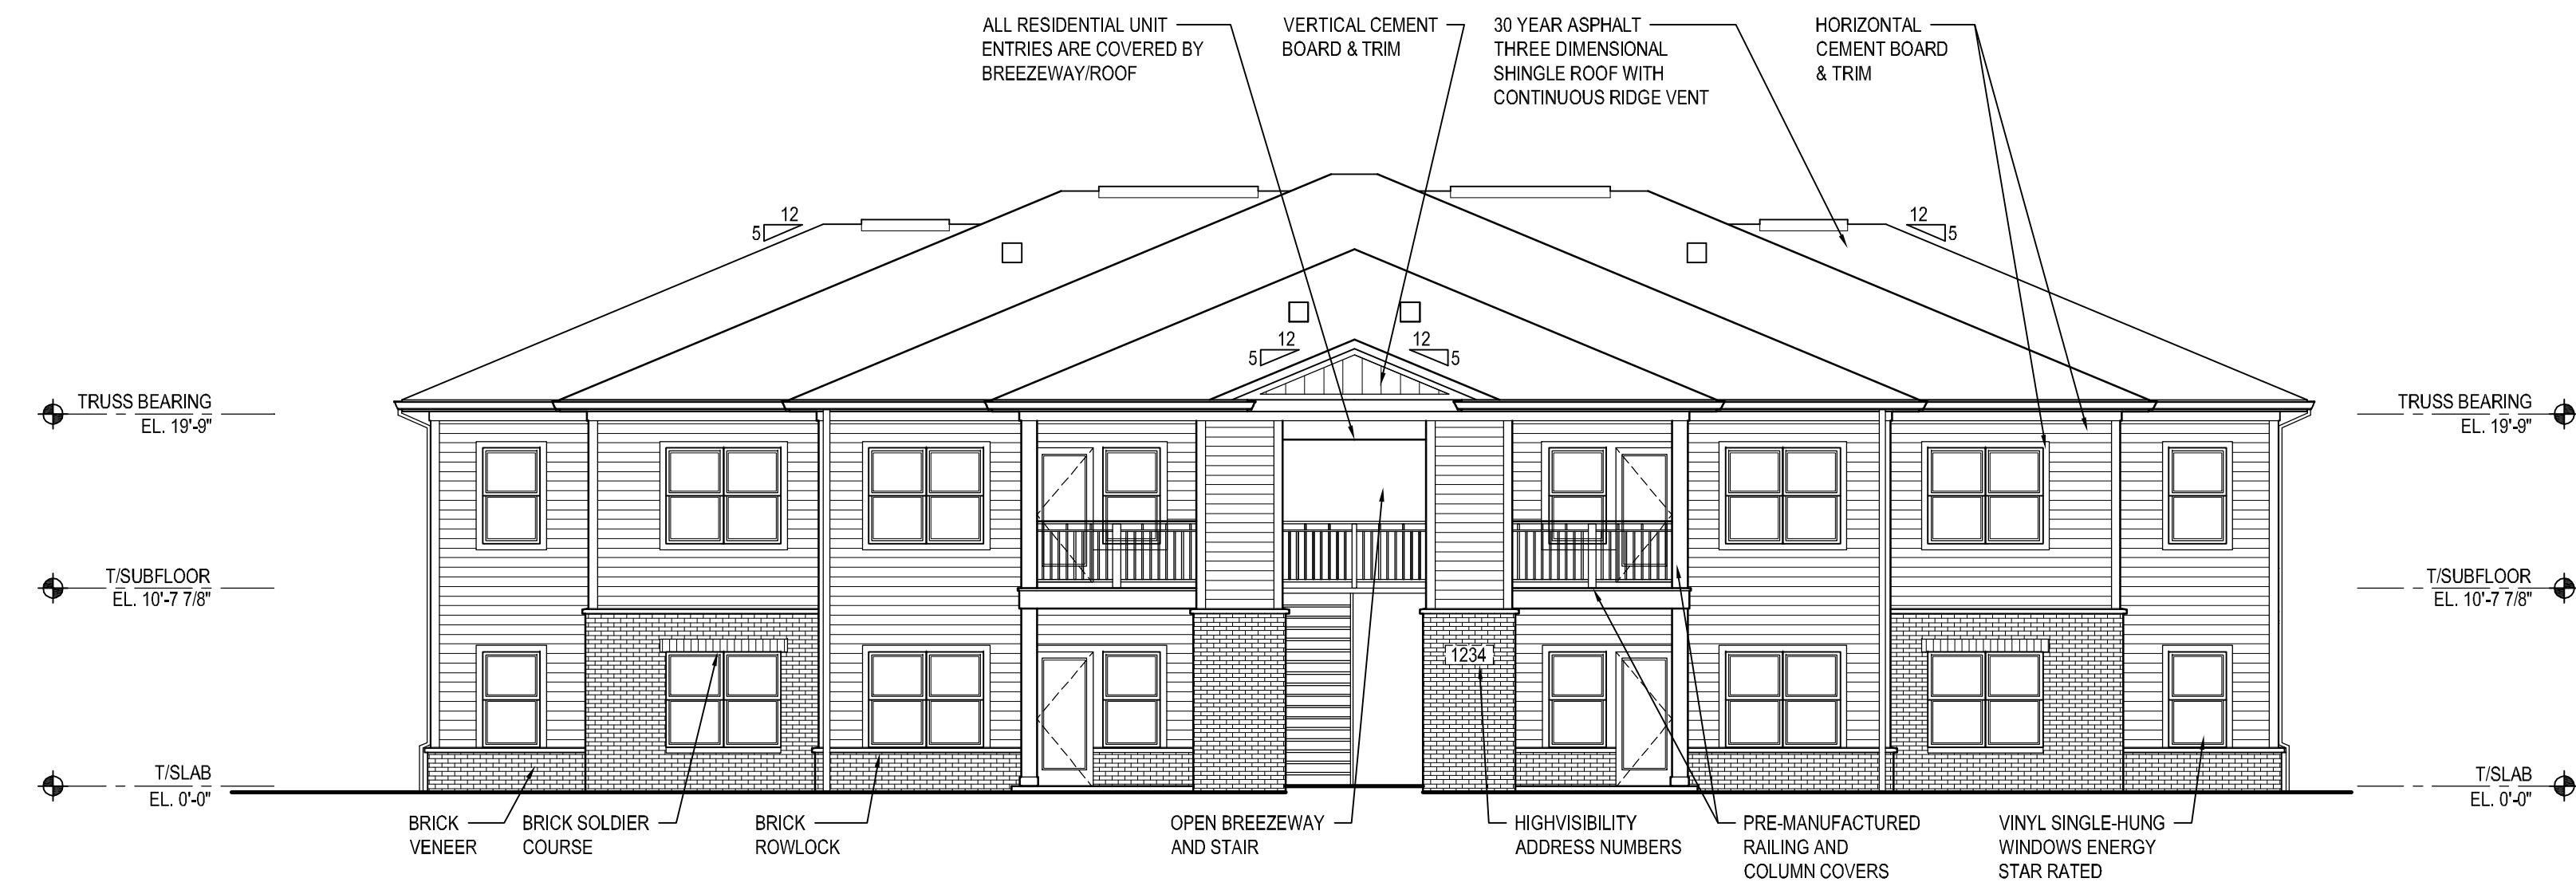 ALL RESIDENTIAL UNIT
ENTRIES ARE COVERED BY
BREEZEWAY/ROOF
VERTICAL CEMENT
BOARD & TRIM
30 YEAR ASPHALT
THREE DIMENSIONAL
SHINGLE ROOF WITH
CONTINUOUS RIDGE VENT
HORIZONTAL
CEMENT BOARD
& TRIM
12
5
12
5
12
5
12
5
TRUSS BEARING
EL. 19'-9"
TRUSS BEARING
EL. 19'-9"
T/SUBFLOOR
EL. 10'-7 7/8"
T/SUBFLOOR
EL. 10'-7 7/8"
1234
T/SLAB
EL. 0'-0"
T/SLAB
EL. 0'-0"
BRICK
VENEER
BRICK SOLDIER
COURSE
BRICK
ROWLOCK
OPEN BREEZEWAY
AND STAIR
HIGHVISIBILITY
ADDRESS NUMBERS
PRE-MANUFACTURED
RAILING AND
COLUMN COVERS
VINYL SINGLE-HUNG
WINDOWS ENERGY
STAR RATED